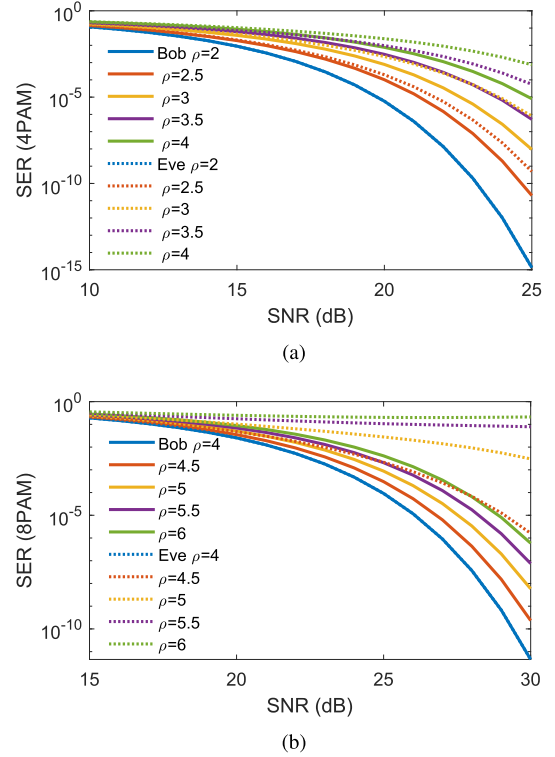 10^0
10^-5
10^-10
10^-15
SER (4PAM)
Bob ρ=2
ρ=2.5
ρ=3
ρ=3.5
ρ=4
Eve ρ=2
ρ=2.5
ρ=3
ρ=3.5
ρ=4
10 15 20 25
SNR (dB)
(a)
10^0
10^-5
10^-10
SER (8PAM)
Bob ρ=4
ρ=4.5
ρ=5
ρ=5.5
ρ=6
Eve ρ=4
ρ=4.5
ρ=5
ρ=5.5
ρ=6
15 20 25 30
SNR (dB)
(b)